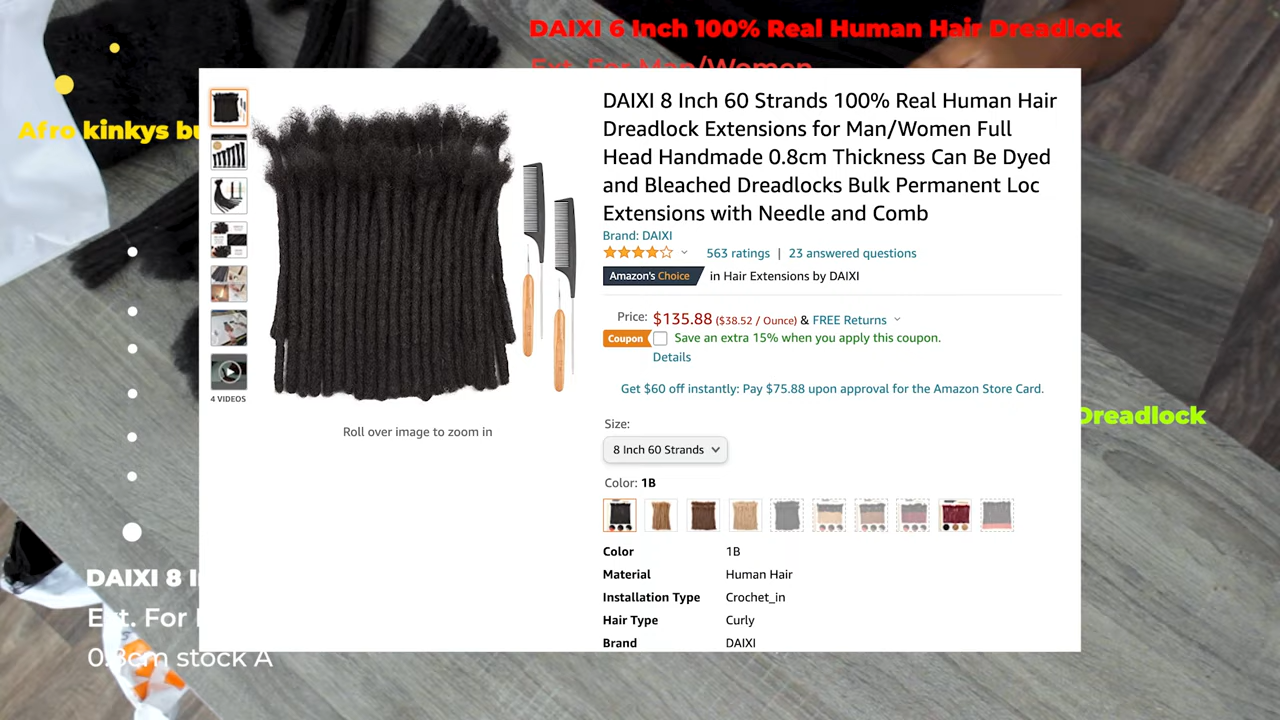 DAIXI 6 Inch 100% Real Human Hair Dreadlock
Ext. For Man/Women
Afro kinkys bu
DAIXI 8 Inch 60 Strands 100% Real Human Hair
Dreadlock Extensions for Man/Women Full
Head Handmade 0.8cm Thickness Can Be Dyed
and Bleached Dreadlocks Bulk Permanent Loc
Extensions with Needle and Comb
Brand: DAIXI
563 ratings | 23 answered questions
Amazon's Choice in Hair Extensions by DAIXI
Price: $135.88 ($38.52 / Ounce) & FREE Returns
Coupon Save an extra 15% when you apply this coupon.
Details
Get $60 off instantly: Pay $75.88 upon approval for the Amazon Store Card.
4 VIDEOS
Roll over image to zoom in
Size:
8 Inch 60 Strands
Color: 1B
Color 1B
Material Human Hair
Installation Type Crochet_in
Hair Type Curly
Brand DAIXI
Dreadlock
DAIXI 8 I
Ext. For
0.8cm stock A